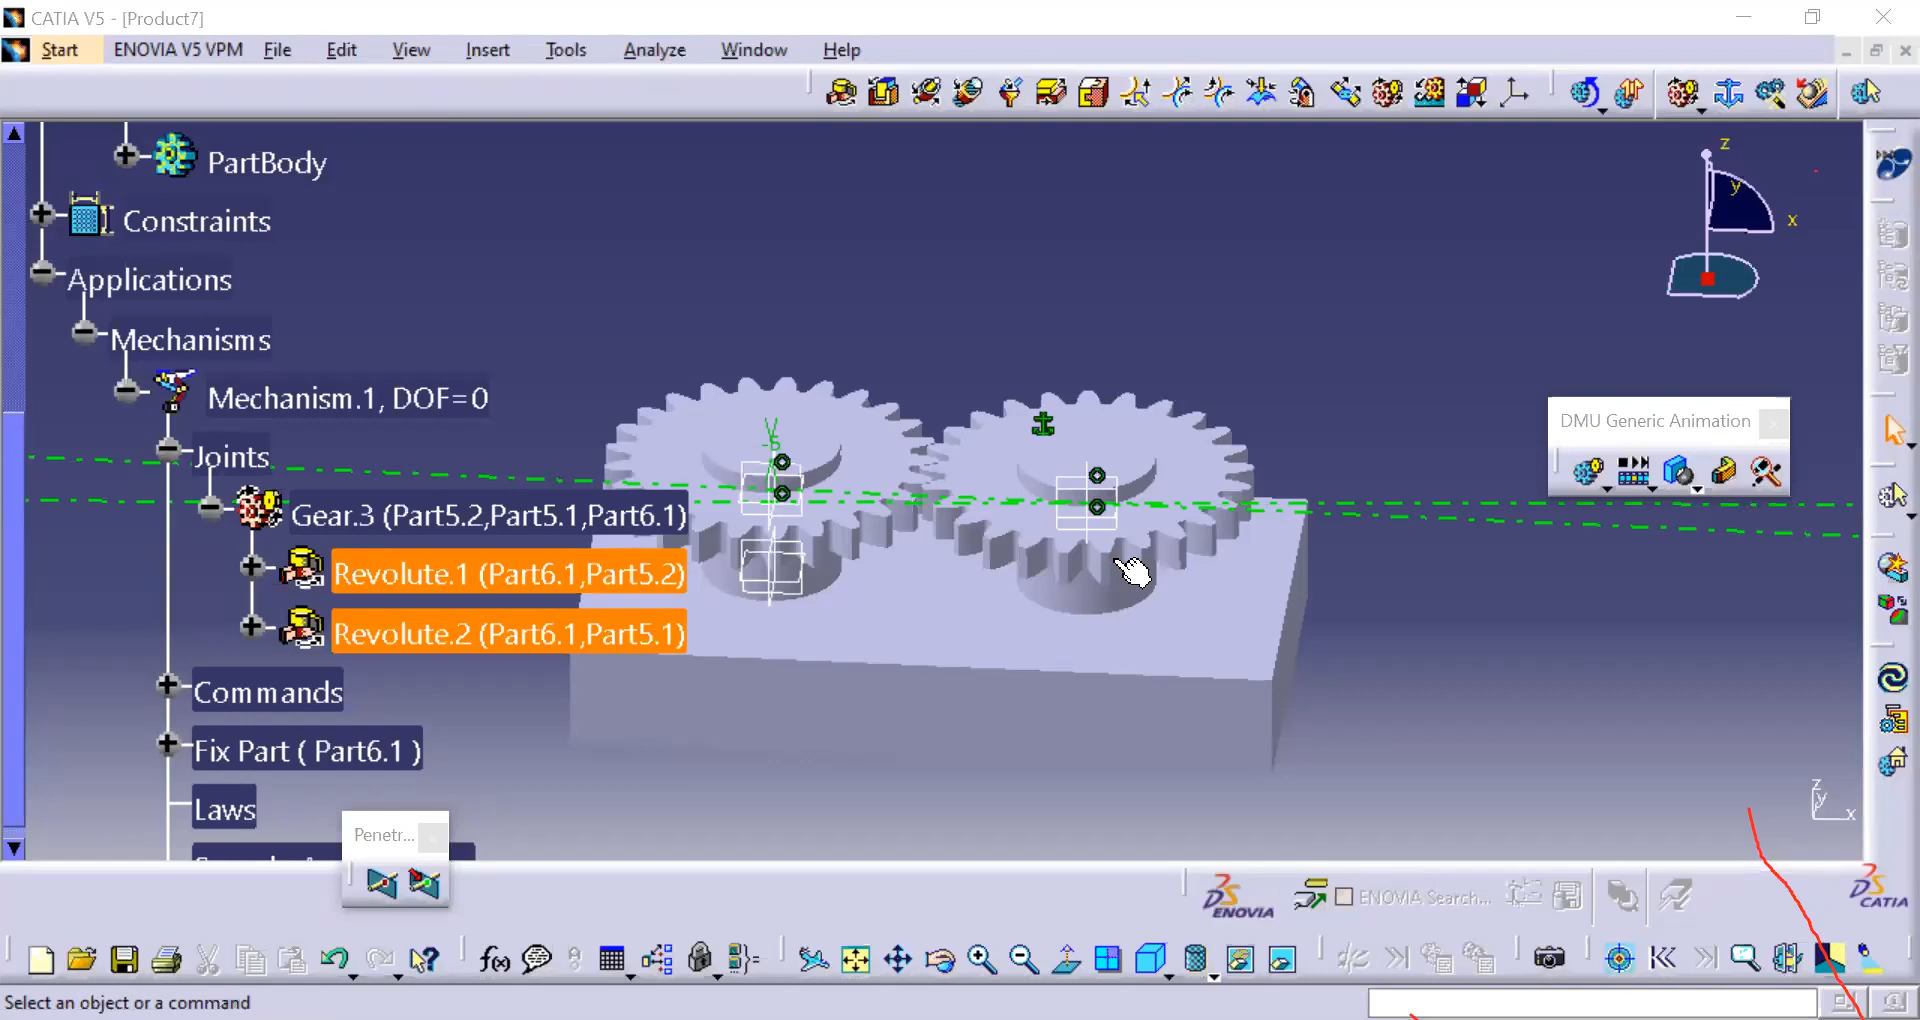 CATIA V5 - [Product7]
Start ENOVIA V5 VPM File Edit View Insert Tools Analyze Window Help
PartBody
Constraints
Applications
Mechanisms
Mechanism.1, DOF=0
Joints
Gear.3 (Part5.2,Part5.1,Part6.1)
Revolute.1 (Part6.1,Part5.2)
Revolute.2 (Part6.1,Part5.1)
Commands
Fix Part ( Part6.1 )
Laws
z
y
x
DMU Generic Animation
Penetr...
z
y
x
ENOVIA
ENOVIA Search...
CATIA
f(x)
Select an object or a command